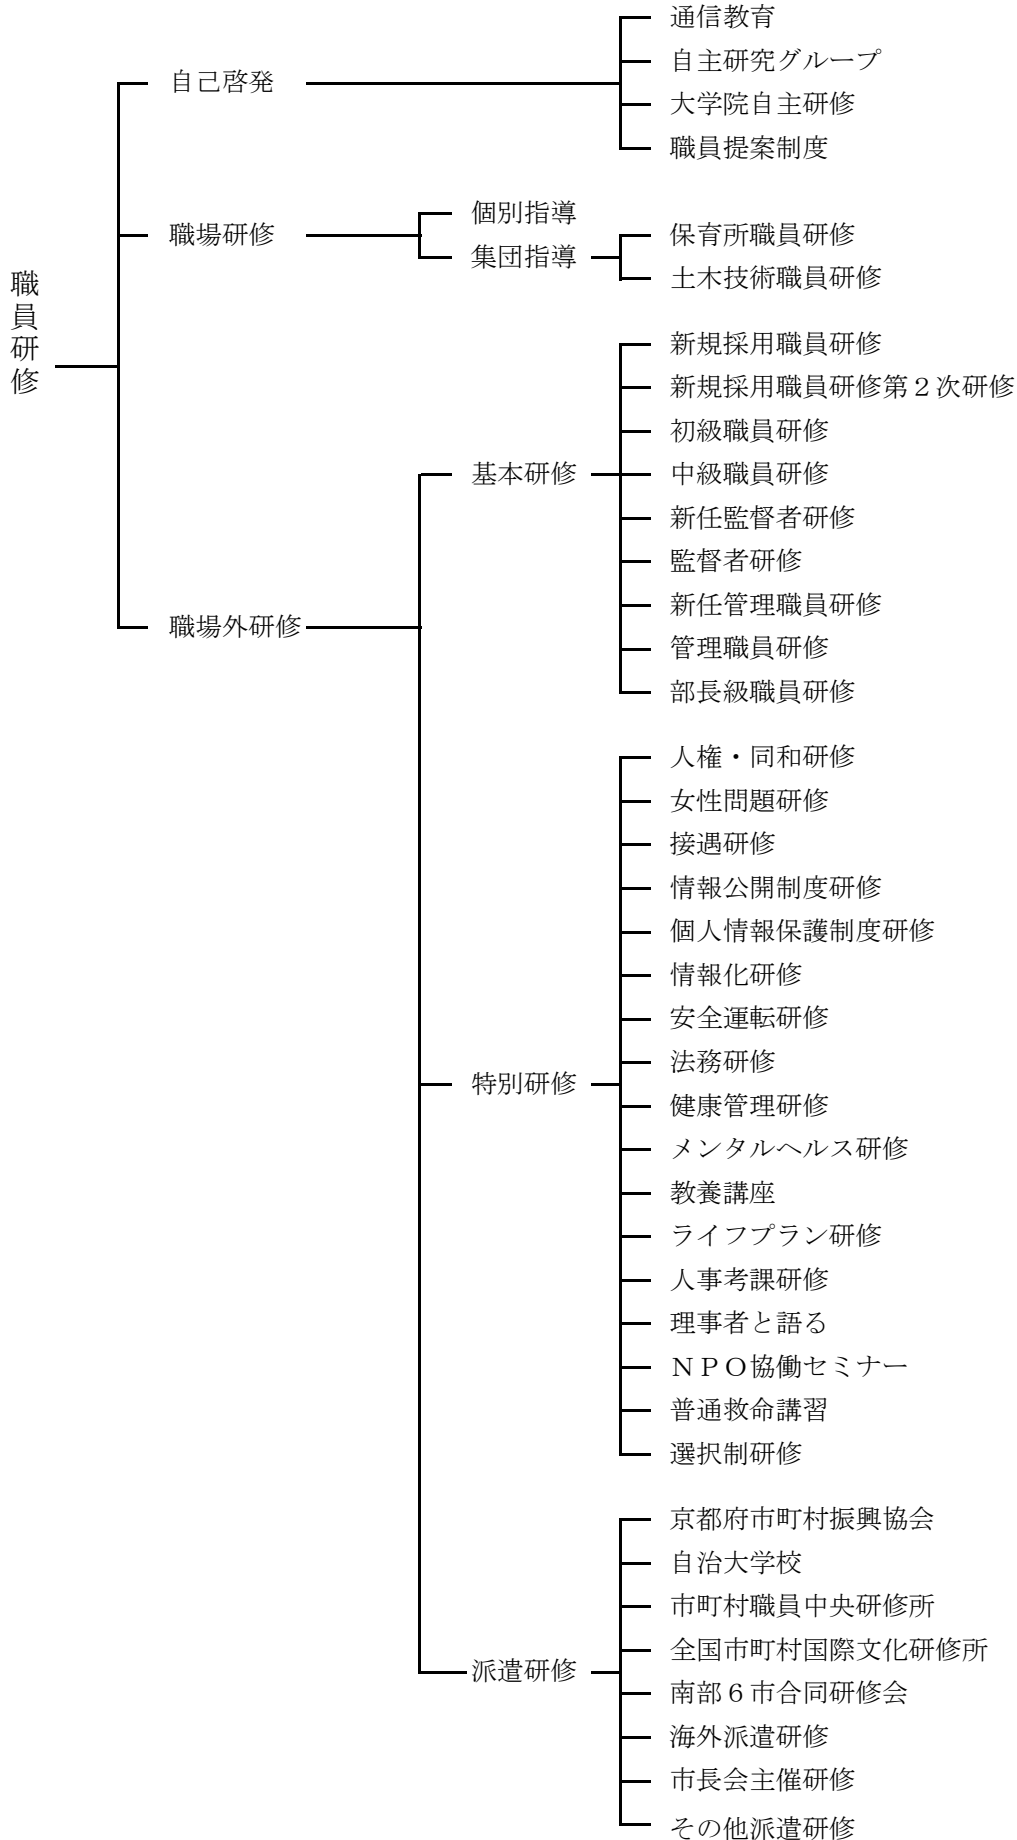 職員研修
自己啓発
通信教育
自主研究グループ
大学院自主研修
職員提案制度
職場研修
個別指導
集団指導
保育所職員研修
土木技術職員研修
職場外研修
基本研修
新規採用職員研修
新規採用職員研修第２次研修
初級職員研修
中級職員研修
新任監督者研修
監督者研修
新任管理職員研修
管理職員研修
部長級職員研修
特別研修
人権・同和研修
女性問題研修
接遇研修
情報公開制度研修
個人情報保護制度研修
情報化研修
安全運転研修
法務研修
健康管理研修
メンタルヘルス研修
教養講座
ライフプラン研修
人事考課研修
理事者と語る
ＮＰＯ協働セミナー
普通救命講習
選択制研修
派遣研修
京都府市町村振興協会
自治大学校
市町村職員中央研修所
全国市町村国際文化研修所
南部６市合同研修会
海外派遣研修
市長会主催研修
その他派遣研修